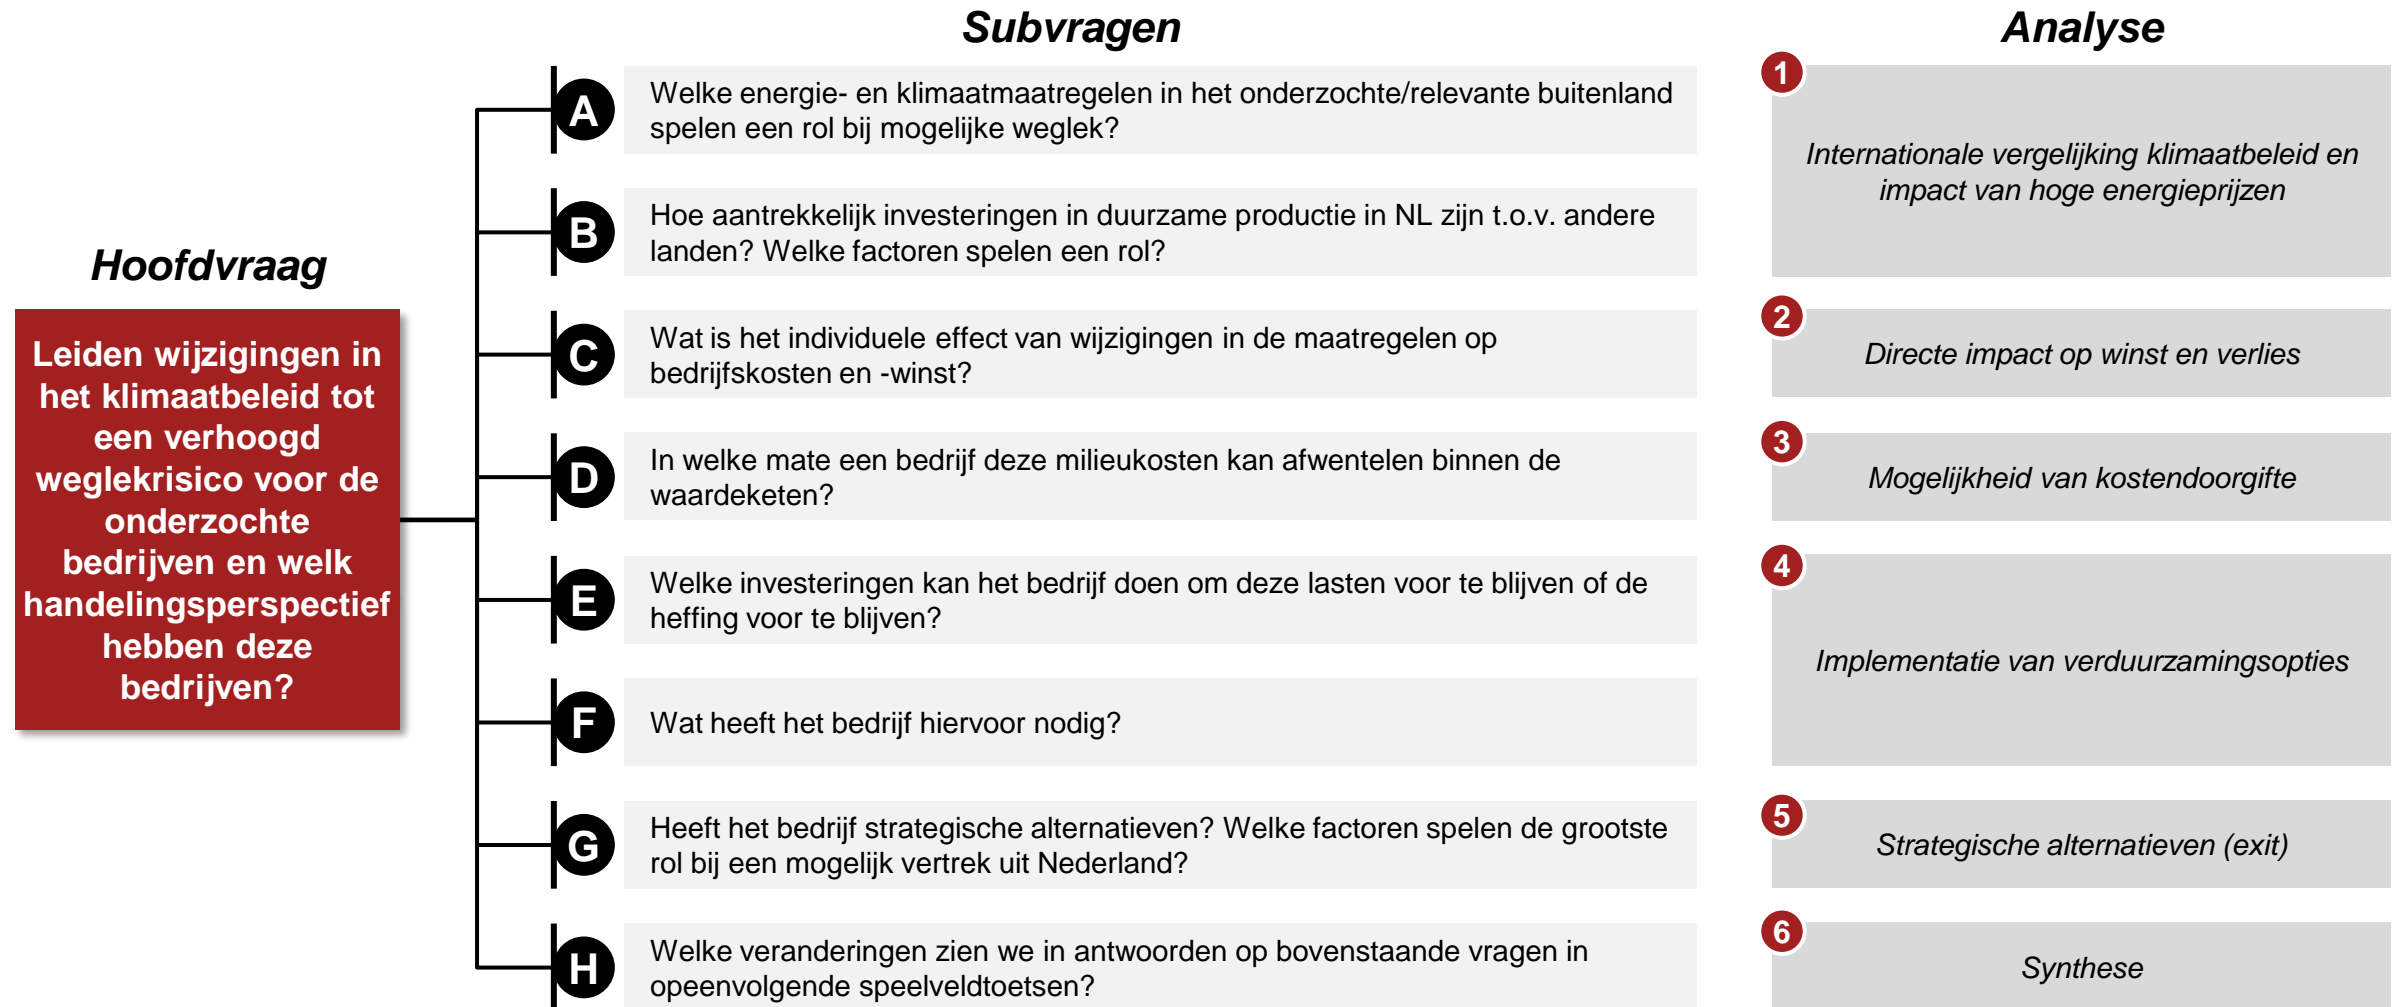 Subvragen
Analyse
Hoofdvraag
Leiden wijzigingen in
het klimaatbeleid tot
een verhoogd
weglekrisico voor de
onderzochte
bedrijven en welk
handelingsperspectief
hebben deze
bedrijven?
A
Welke energie- en klimaatmaatregelen in het onderzochte/relevante buitenland
spelen een rol bij mogelijke weglek?
B
Hoe aantrekkelijk investeringen in duurzame productie in NL zijn t.o.v. andere
landen? Welke factoren spelen een rol?
C
Wat is het individuele effect van wijzigingen in de maatregelen op
bedrijfskosten en -winst?
D
In welke mate een bedrijf deze milieukosten kan afwentelen binnen de
waardeketen?
E
Welke investeringen kan het bedrijf doen om deze lasten voor te blijven of de
heffing voor te blijven?
F
Wat heeft het bedrijf hiervoor nodig?
G
Heeft het bedrijf strategische alternatieven? Welke factoren spelen de grootste
rol bij een mogelijk vertrek uit Nederland?
H
Welke veranderingen zien we in antwoorden op bovenstaande vragen in
opeenvolgende speelveldtoetsen?
1
Internationale vergelijking klimaatbeleid en
impact van hoge energieprijzen
2
Directe impact op winst en verlies
3
Mogelijkheid van kostendoorgifte
4
Implementatie van verduurzamingsopties
5
Strategische alternatieven (exit)
6
Synthese